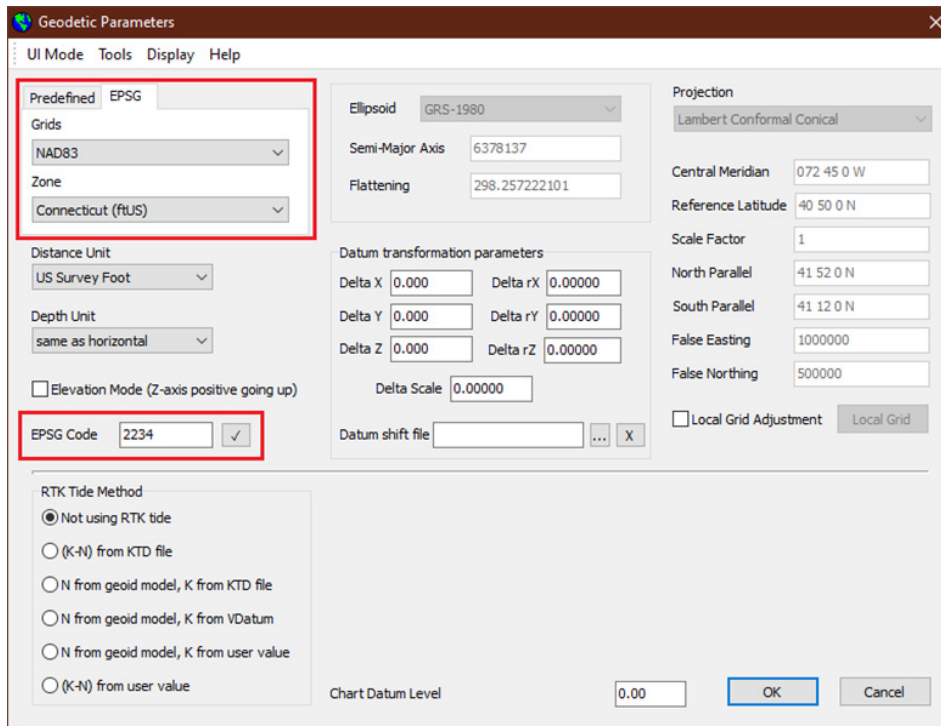 Geodetic Parameters
UI Mode Tools Display Help
Predefined EPSG
Grids
NAD83
Zone
Connecticut (ftUS)
Distance Unit
US Survey Foot
Depth Unit
same as horizontal
Elevation Mode (Z-axis positive going up)
EPSG Code 2234
Ellipsoid GRS-1980
Semi-Major Axis 6378137
Flattening 298.257222101
Datum transformation parameters
Delta X 0.000 Delta rX 0.00000
Delta Y 0.000 Delta rY 0.00000
Delta Z 0.000 Delta rZ 0.00000
Delta Scale 0.00000
Datum shift file ... X
Projection
Lambert Conformal Conical
Central Meridian 072 45 0 W
Reference Latitude 40 50 0 N
Scale Factor 1
North Parallel 41 52 0 N
South Parallel 41 12 0 N
False Easting 1000000
False Northing 500000
Local Grid Adjustment Local Grid
RTK Tide Method
Not using RTK tide
(K-N) from KTD file
N from geoid model, K from KTD file
N from geoid model, K from VDatum
N from geoid model, K from user value
(K-N) from user value
Chart Datum Level 0.00 OK Cancel